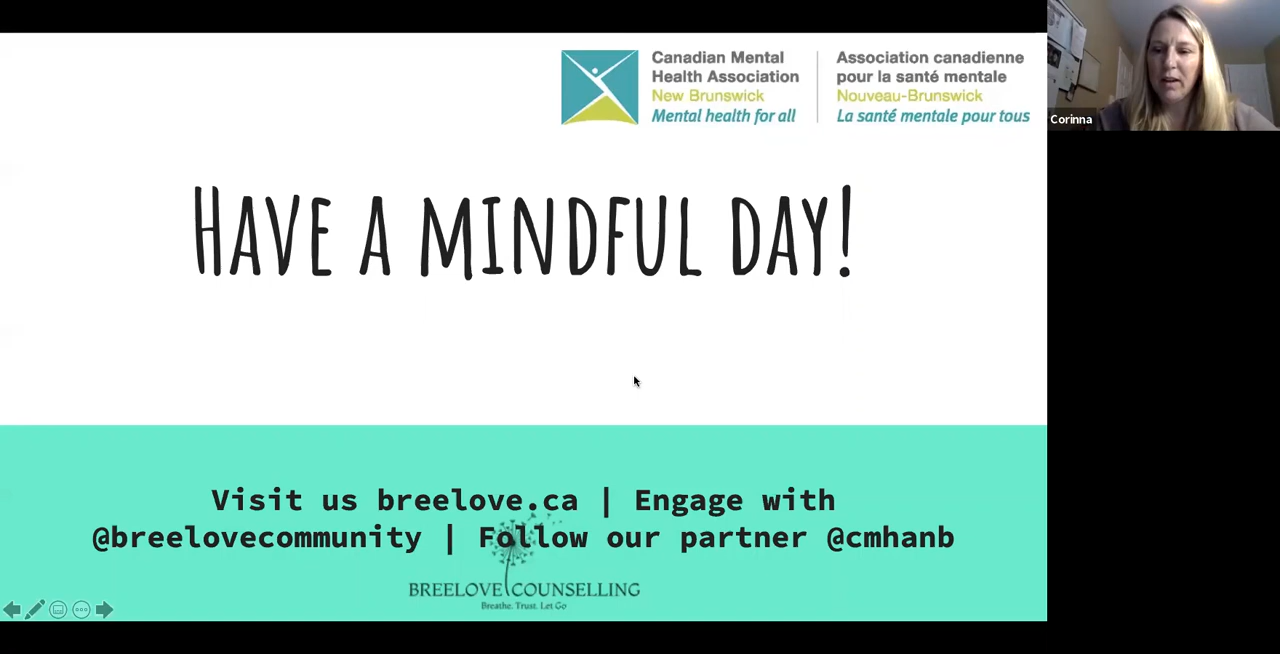 Canadian Mental
Health Association
New Brunswick
Mental health for all
Association canadienne
pour la santé mentale
Nouveau-Brunswick
La santé mentale pour tous
Corinna
HAVE A MINDFUL DAY!
Visit us breelove.ca | Engage with
@breelovecommunity | Follow our partner @cmhanb
BREELOVE COUNSELLING
Breathe. Trust. Let Go